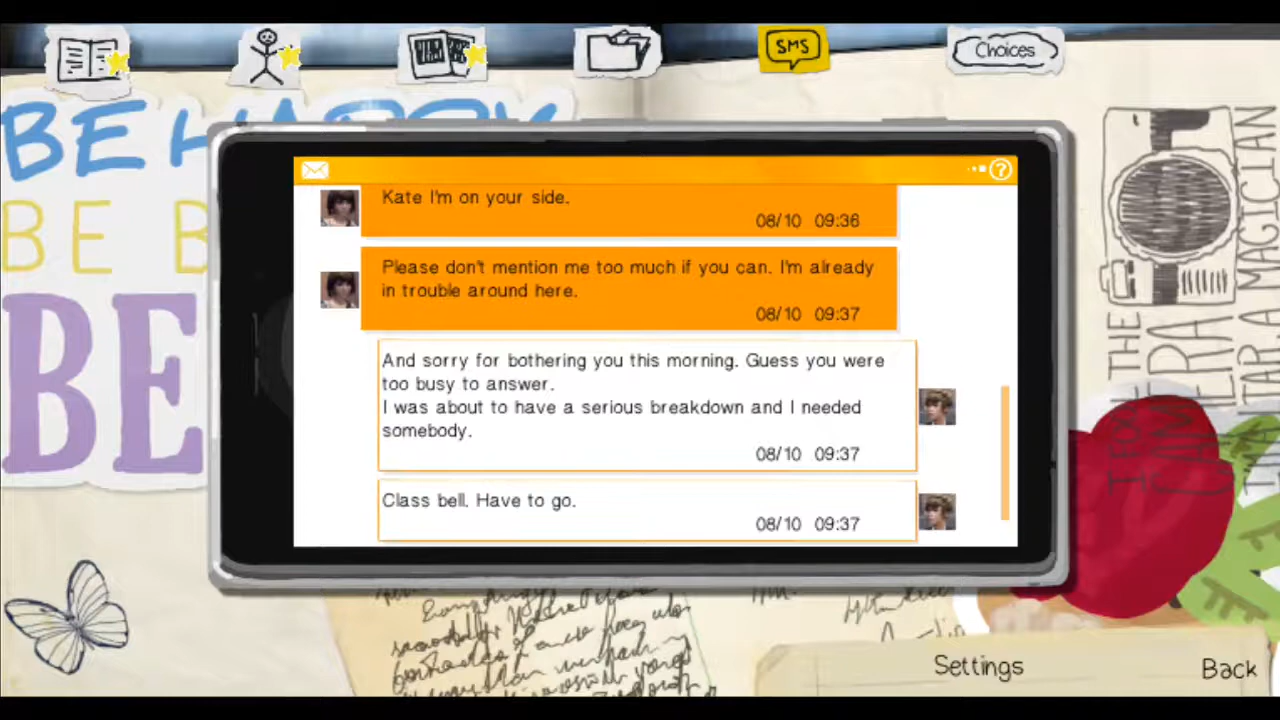 SMS
Choices
BE HAPPY
BE B
BE
Kate I'm on your side.
08/10 09:36
Please don't mention me too much if you can. I'm already
in trouble around here.
08/10 09:37
And sorry for bothering you this morning. Guess you were
too busy to answer.
I was about to have a serious breakdown and I needed
somebody.
08/10 09:37
Class bell. Have to go.
08/10 09:37
THE
A MAGICIAN
Settings
Back